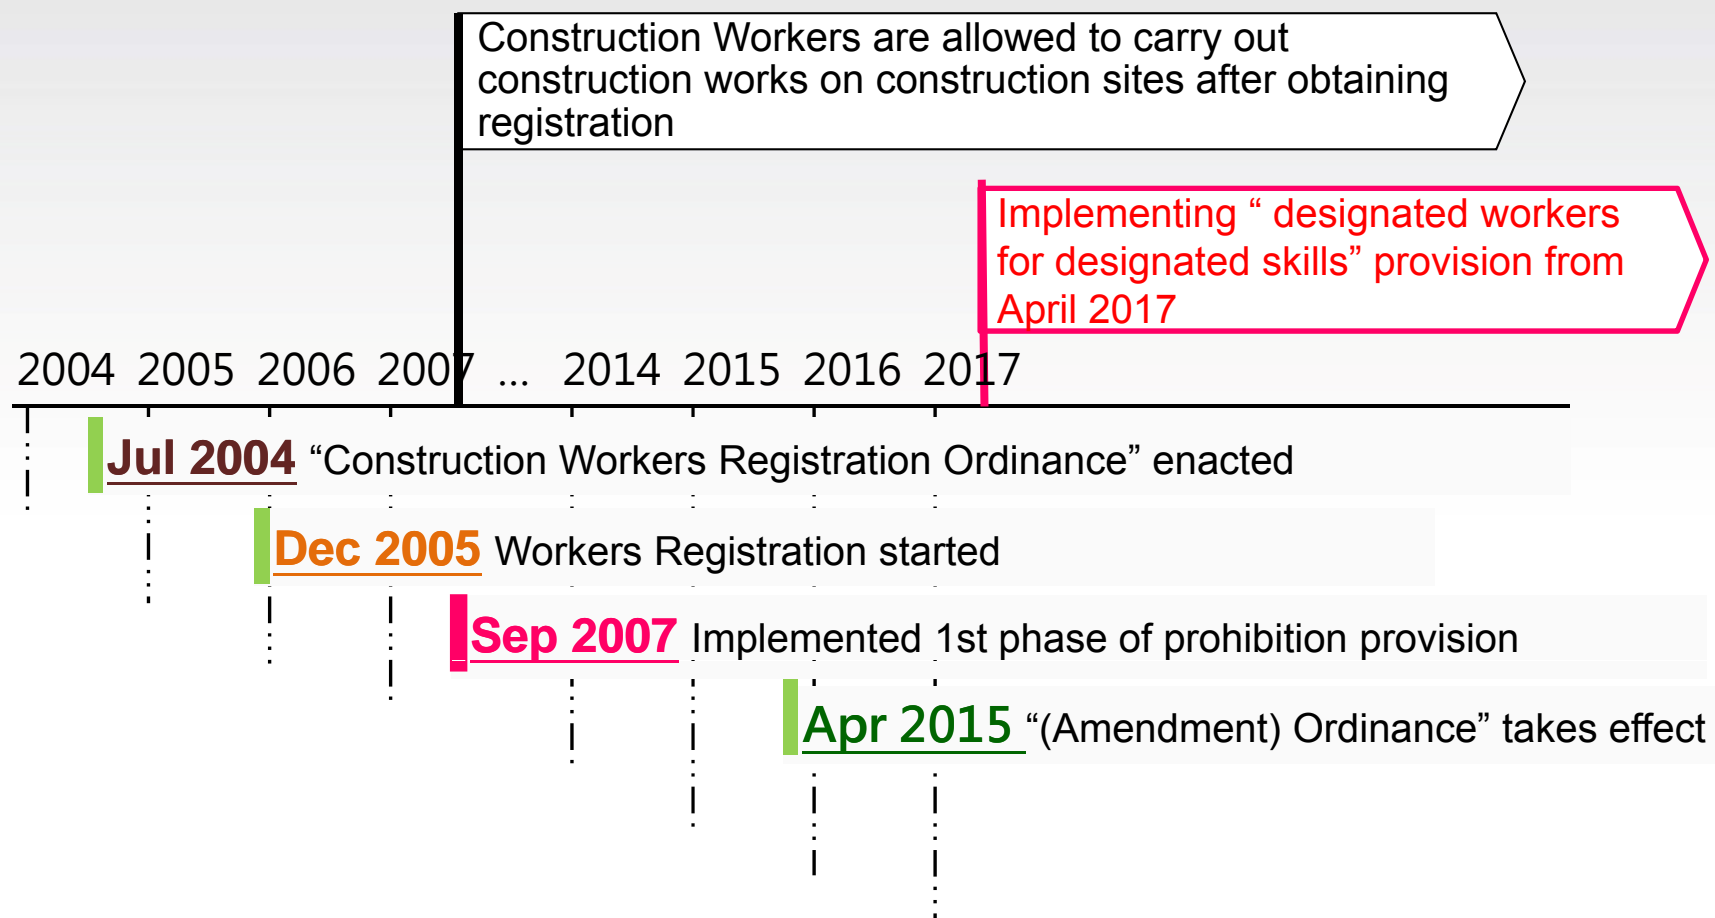 Construction Workers are allowed to carry out
construction works on construction sites after obtaining
registration
Implementing “ designated workers
for designated skills” provision from
April 2017
2004 2005 2006 2007 ... 2014 2015 2016 2017
Jul 2004 “Construction Workers Registration Ordinance” enacted
Dec 2005 Workers Registration started
Sep 2007 Implemented 1st phase of prohibition provision
Apr 2015 “(Amendment) Ordinance” takes effect